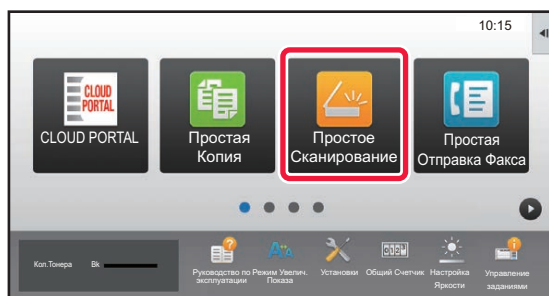 10:15
CLOUD
PORTAL
CLOUD PORTAL
Простая
Копия
Простое
Сканирование
Простая
Отправка Факса
Кол.Тонера
Bk
Руководство по
эксплуатации
Режим Увелич.
Показа
Установки
Общий Счетчик
Настройка
Яркости
Управление
заданиями